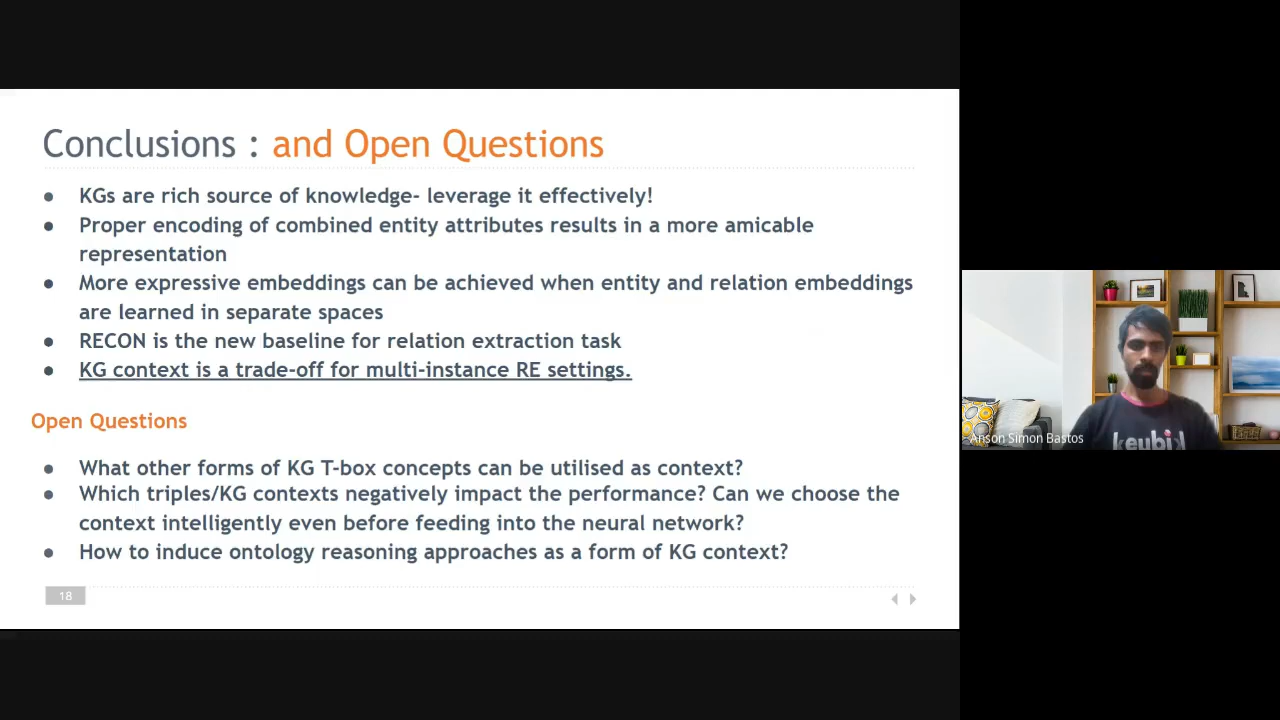 Conclusions : and Open Questions
● KGs are rich source of knowledge- leverage it effectively!
● Proper encoding of combined entity attributes results in a more amicable
representation
● More expressive embeddings can be achieved when entity and relation embeddings
are learned in separate spaces
● RECON is the new baseline for relation extraction task
● KG context is a trade-off for multi-instance RE settings.
Open Questions
● What other forms of KG T-box concepts can be utilised as context?
● Which triples/KG contexts negatively impact the performance? Can we choose the
context intelligently even before feeding into the neural network?
● How to induce ontology reasoning approaches as a form of KG context?
18
Anson Simon Bastos
keubik